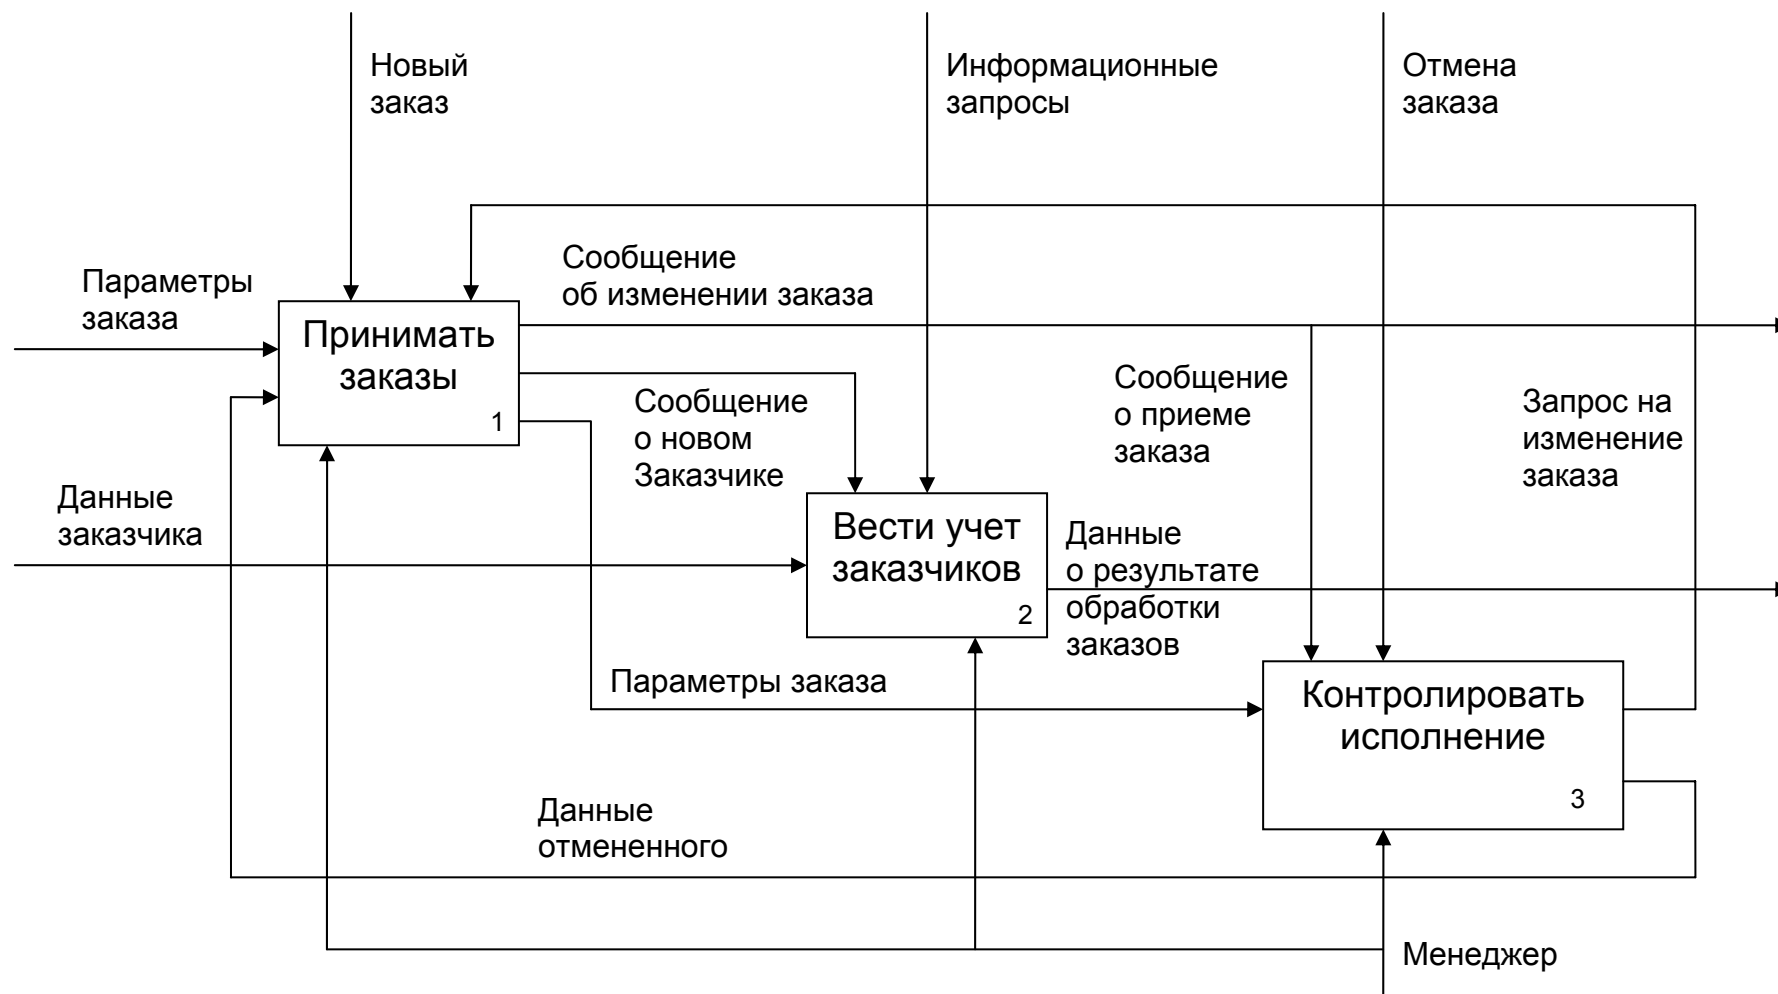 Новый
заказ
Информационные
запросы
Отмена
заказа
Параметры
заказа
Сообщение
об изменении заказа
Принимать
заказы
1
Сообщение
о новом
Заказчике
Сообщение
о приеме
заказа
Запрос на
изменение
заказа
Данные
заказчика
Вести учет
заказчиков
2
Данные
о результате
обработки
заказов
Параметры заказа
Контролировать
исполнение
3
Данные
отмененного
Менеджер